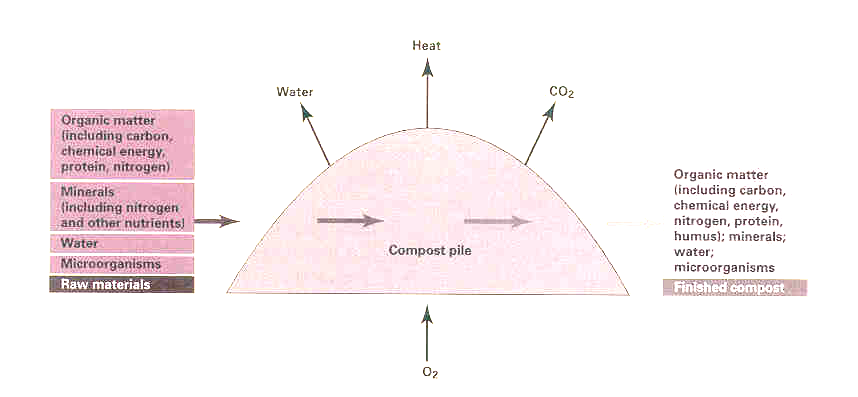 Heat
Water
CO2
Organic matter
(including carbon,
chemical energy,
protein, nitrogen)
Minerals
(including nitrogen
and other nutrients)
Water
Microorganisms
Raw materials
Compost pile
Organic matter
(including carbon,
chemical energy,
nitrogen, protein,
humus); minerals;
water;
microorganisms
Finished compost
O2